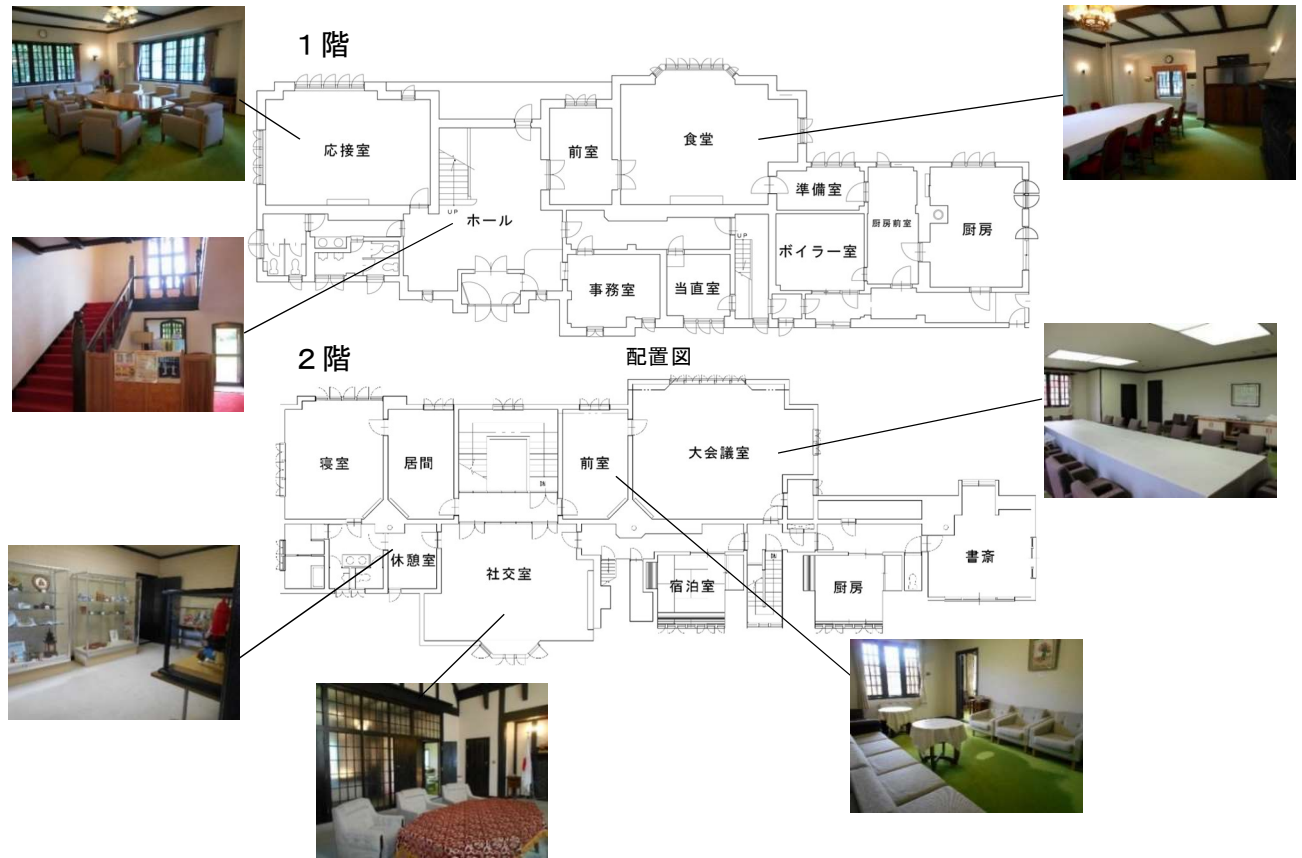 1階
応接室
前室
食堂
準備室
厨房前室
厨房
UP
ホール
UP
ボイラー室
事務室
当直室
2階
配置図
寝室
居間
前室
大会議室
DN
休憩室
社交室
宿泊室
DN
厨房
書斎